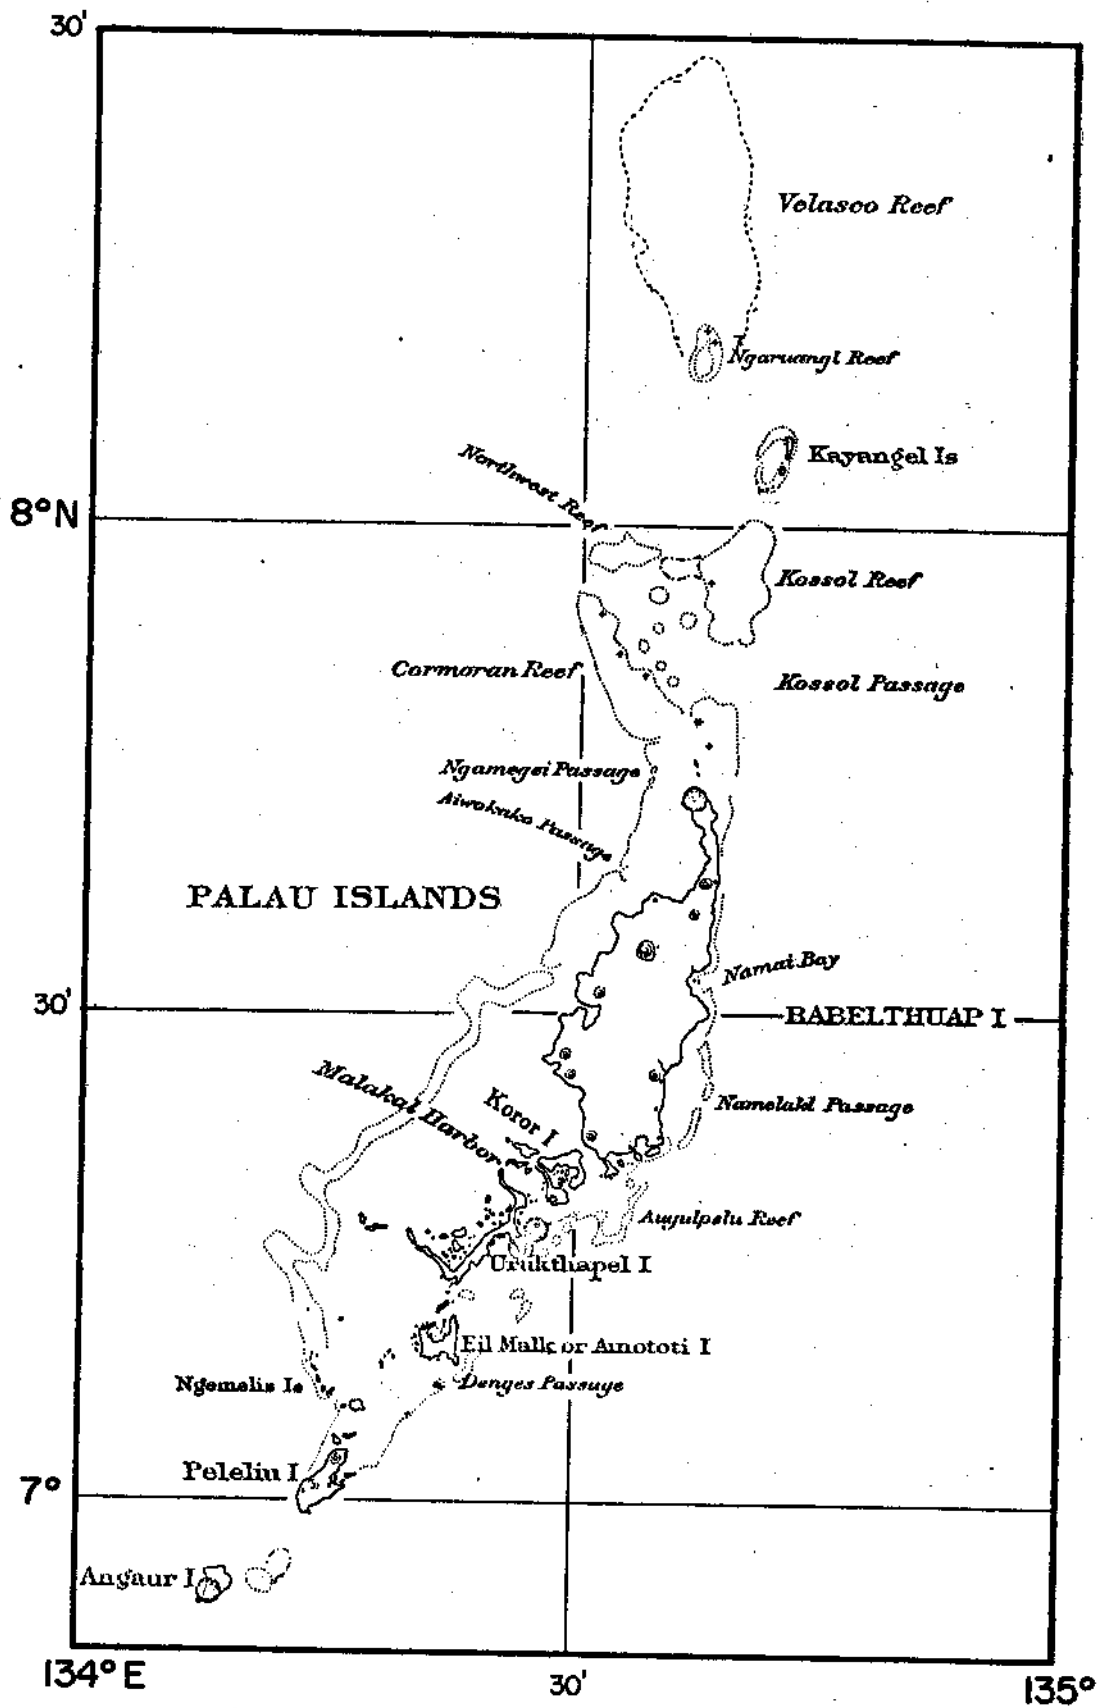 30'
Velasco Reef
Ngaruangl Reef
Kayangel Is
Northwest Reef
8°N
Kossol Reef
Cormoran Reef
Kossol Passage
Ngamegei Passage
Aiwokako Passage
PALAU ISLANDS
Namai Bay
30'
BABELTHUAP I
Malakal Harbor
Koror I
Namelakl Passage
Augulpelu Reef
Urukthapel I
Eil Malk or Amototi I
Ngemelis Is
Denges Passage
Peleliu I
7°
Angaur I
134°E
30'
135°